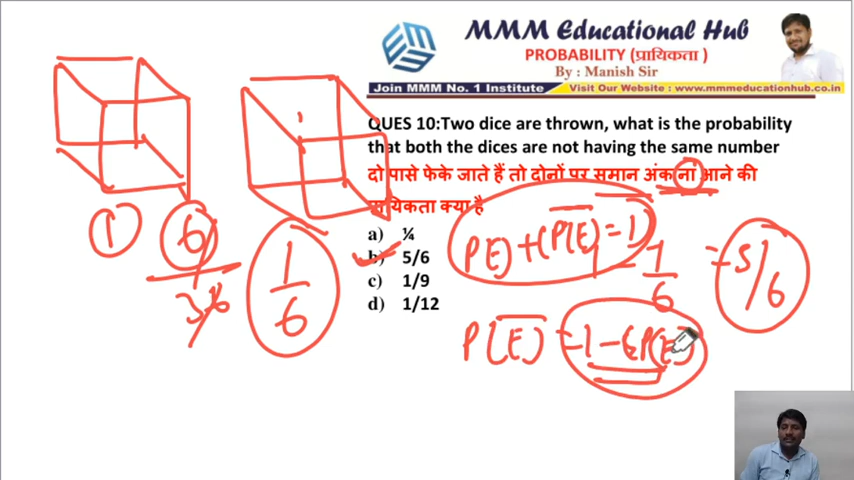 MMM Educational Hub
PROBABILITY (प्रायिकता )
By : Manish Sir
Join MMM No. 1 Institute
Visit Our Website : www.mmmeducationhub.co.in
QUES 10:Two dice are thrown, what is the probability
that both the dices are not having the same number
दो पासे फेके जाते हैं तो दोनों पर समान अंक ना आने की
क्या है
a) ¼
b) 5/6
c) 1/9
d) 1/12
1
6/36
1/6
P(E) + (P(E̅) = 1)
1 - 1/6 = 5/6
P(E̅) = 1 - P(E)